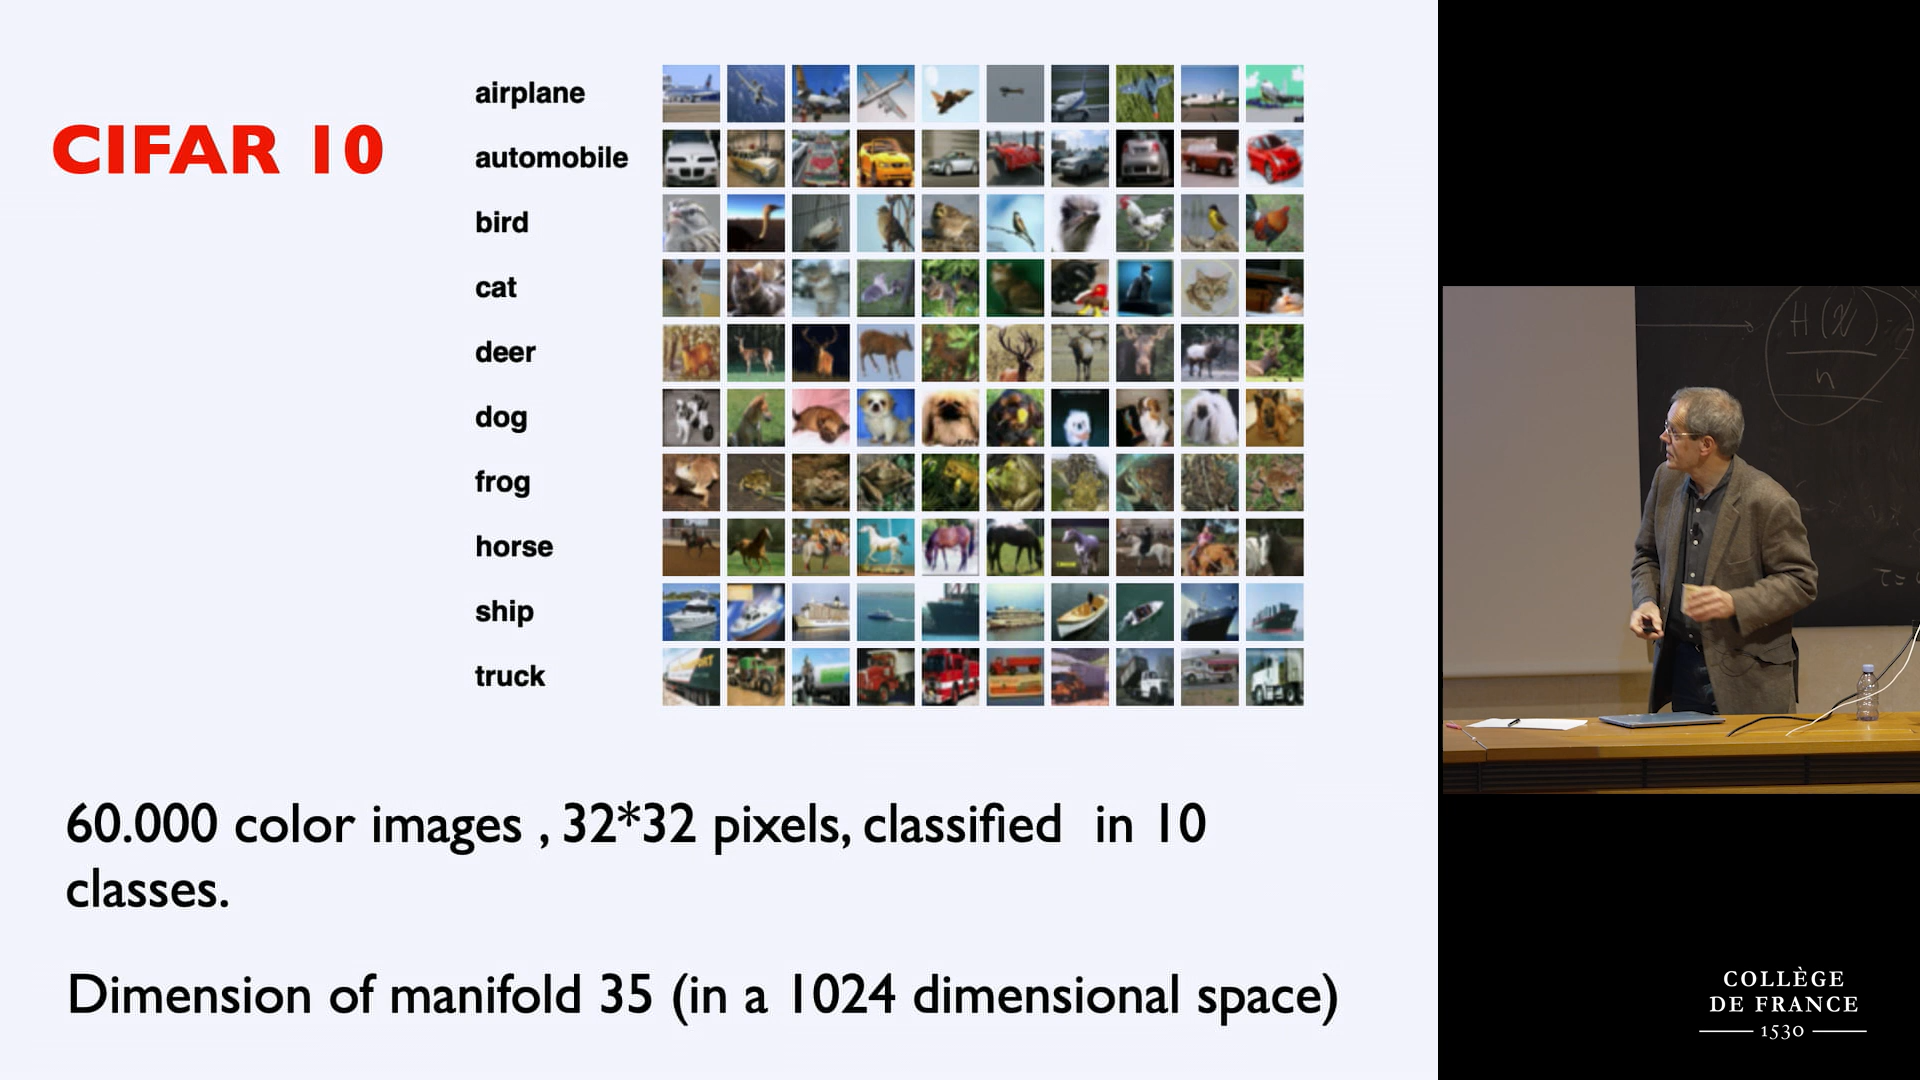 CIFAR 10
airplane
automobile
bird
cat
deer
dog
frog
horse
ship
truck
60.000 color images , 32*32 pixels, classified in 10
classes.
Dimension of manifold 35 (in a 1024 dimensional space)
n
COLLÈGE
DE FRANCE
1530